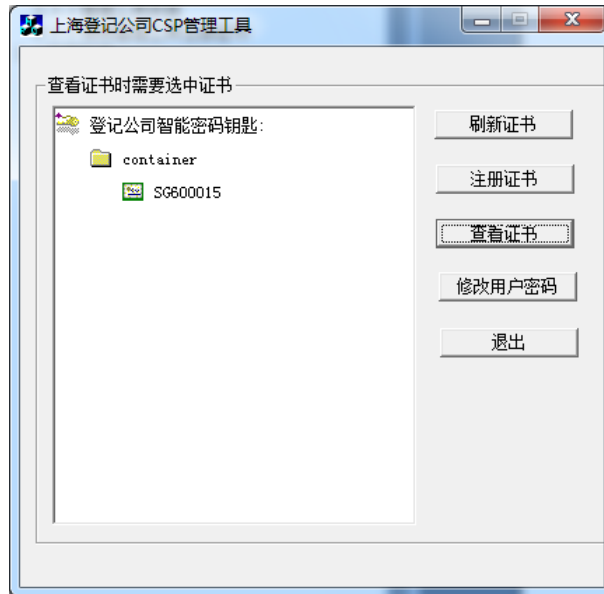 上海登记公司CSP管理工具
查看证书时需要选中证书
登记公司智能密码钥匙:
container
SG600015
刷新证书
注册证书
查看证书
修改用户密码
退出